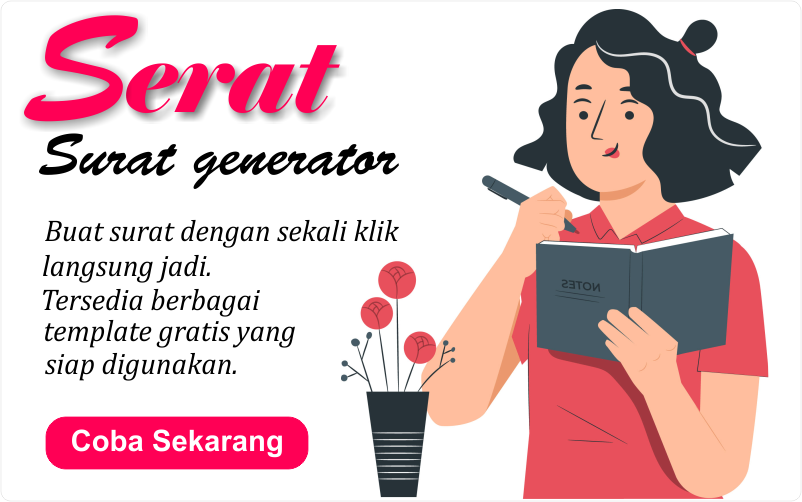 Serat
Surat generator
Buat surat dengan sekali klik
langsung jadi.
Tersedia berbagai
template gratis yang
siap digunakan.
Coba Sekarang
NOTES